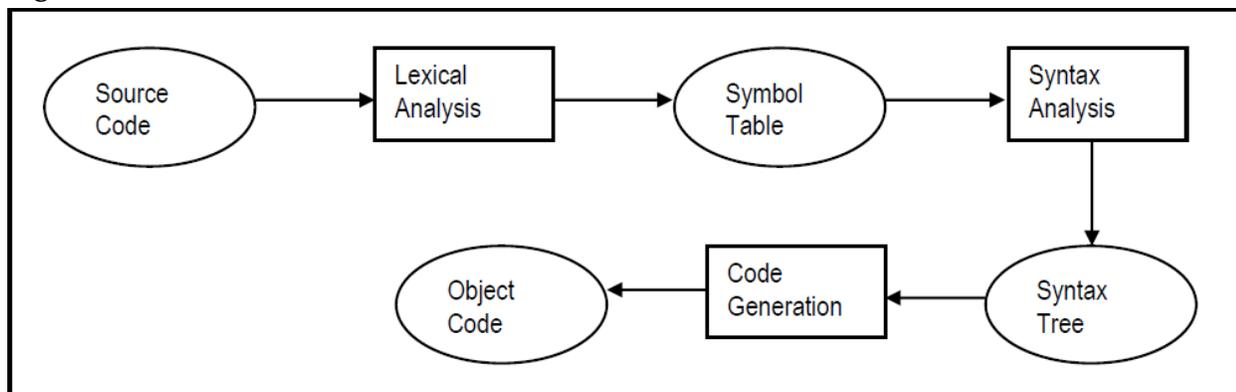 Source
Code
Lexical
Analysis
Symbol
Table
Syntax
Analysis
Object
Code
Code
Generation
Syntax
Tree